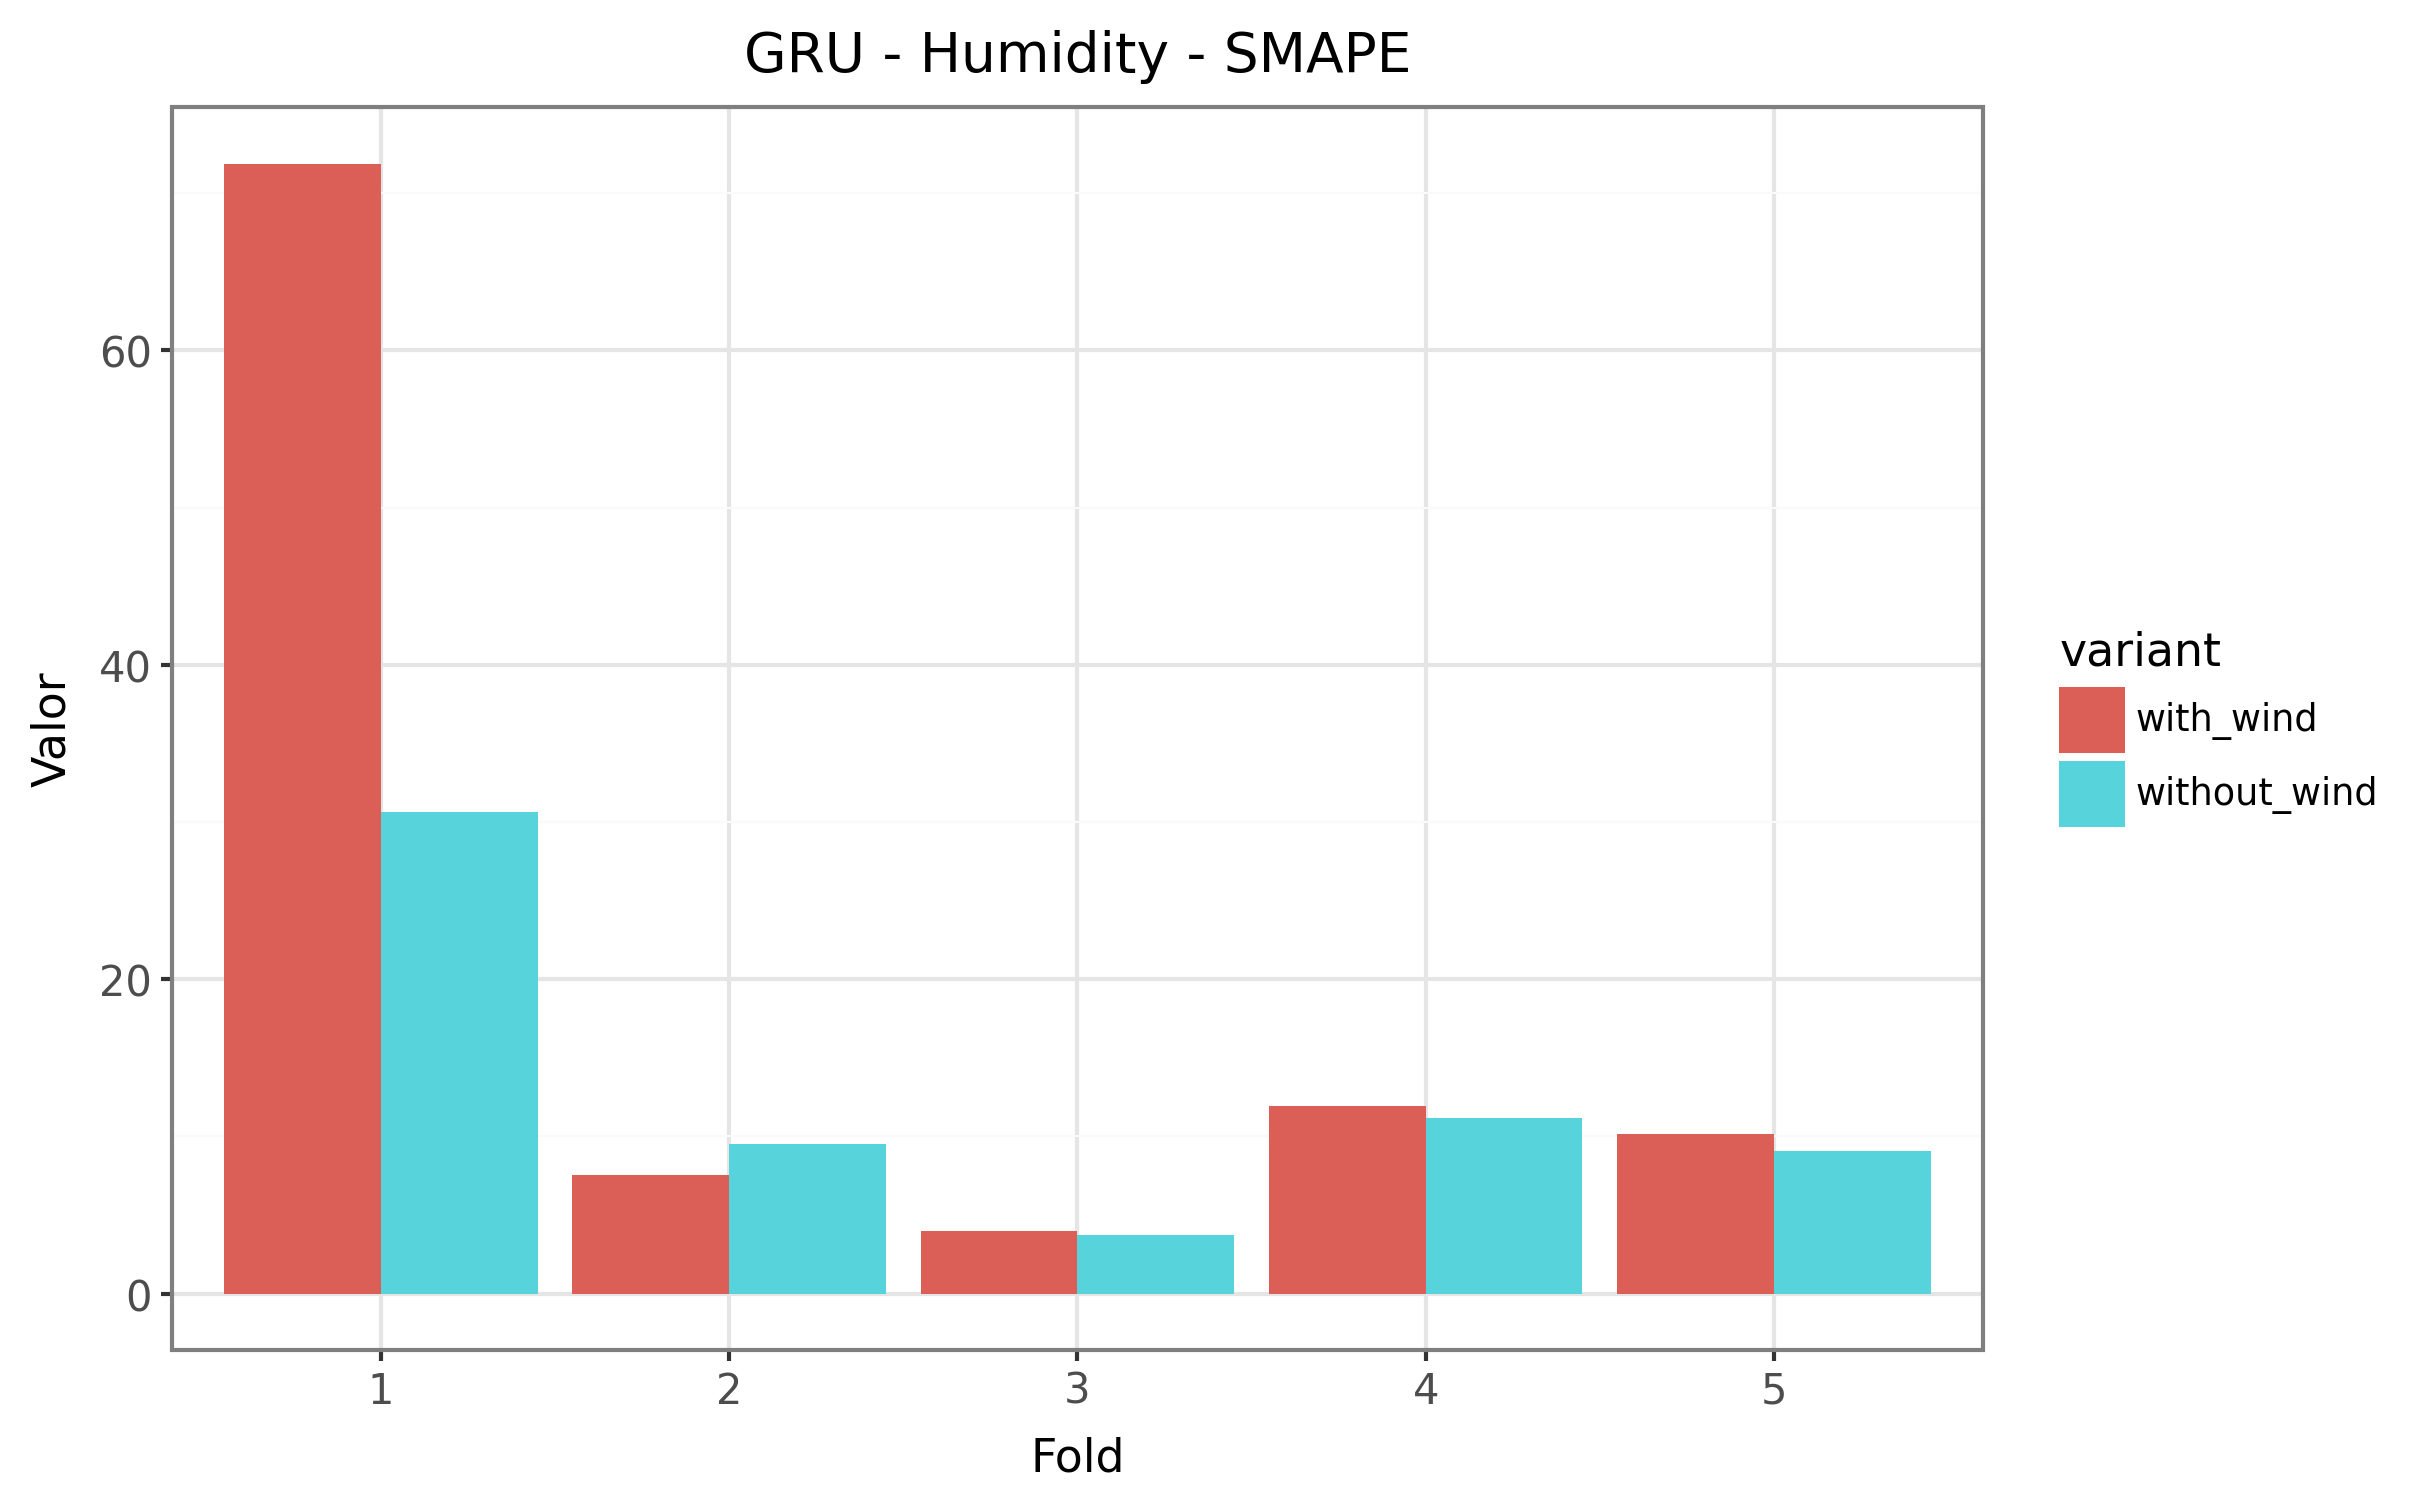 GRU - Humidity - SMAPE
Valor
60
40
20
0
1 2 3 4 5
Fold
variant
with_wind
without_wind